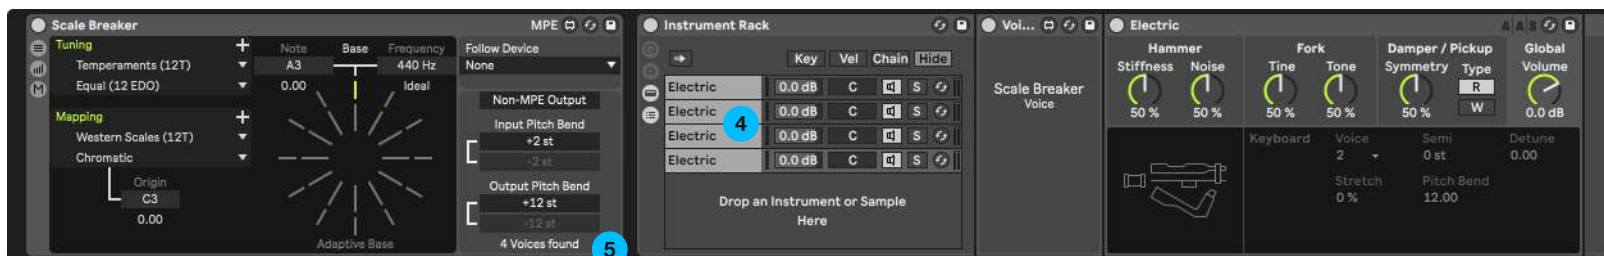 Scale Breaker
MPE
Tuning
Temperaments (12T)
Equal (12 EDO)
Mapping
Western Scales (12T)
Chromatic
Origin
C3
0.00
Note
Base
Frequency
A3
440 Hz
0.00
Ideal
Adaptive Base
Follow Device
None
Non-MPE Output
Input Pitch Bend
+2 st
-2 st
Output Pitch Bend
+12 st
-12 st
4 Voices found
5
Instrument Rack
Key Vel Chain Hide
Electric 0.0 dB C S
Electric 0.0 dB C S
Electric 0.0 dB C S
Electric 0.0 dB C S
4
Drop an Instrument or Sample
Here
Voi...
Scale Breaker
Voice
Electric
A A S
Hammer
Stiffness Noise
50 % 50 %
Fork
Tine Tone
50 % 50 %
Damper / Pickup
Symmetry Type
R
W
50 %
Global
Volume
0.0 dB
Keyboard
Voice Semi Detune
2 0 st 0.00
Stretch Pitch Bend
0 % 12.00